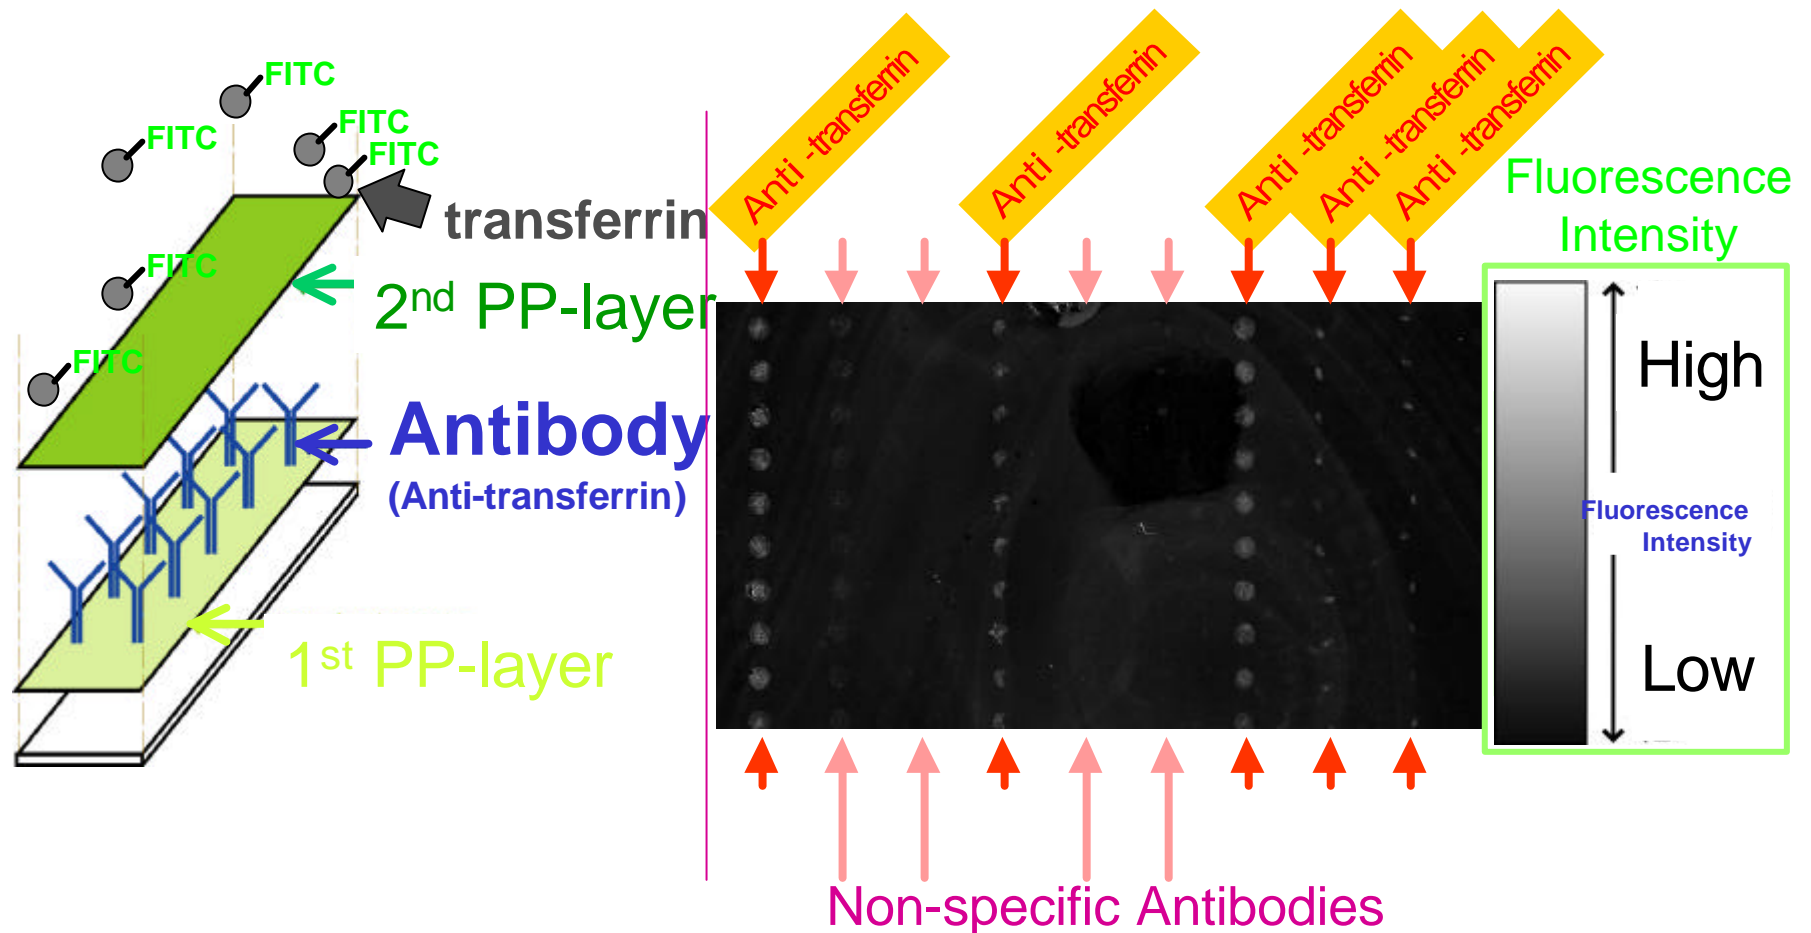 FITC
FITC
FITC
FITC
FITC
FITC
transferrin
2nd PP-layer
Antibody
(Anti-transferrin)
1st PP-layer
Anti -transferrin
Anti -transferrin
Anti -transferrin
Anti -transferrin
Anti -transferrin
Fluorescence
Intensity
High
Fluorescence
Intensity
Low
Non-specific Antibodies